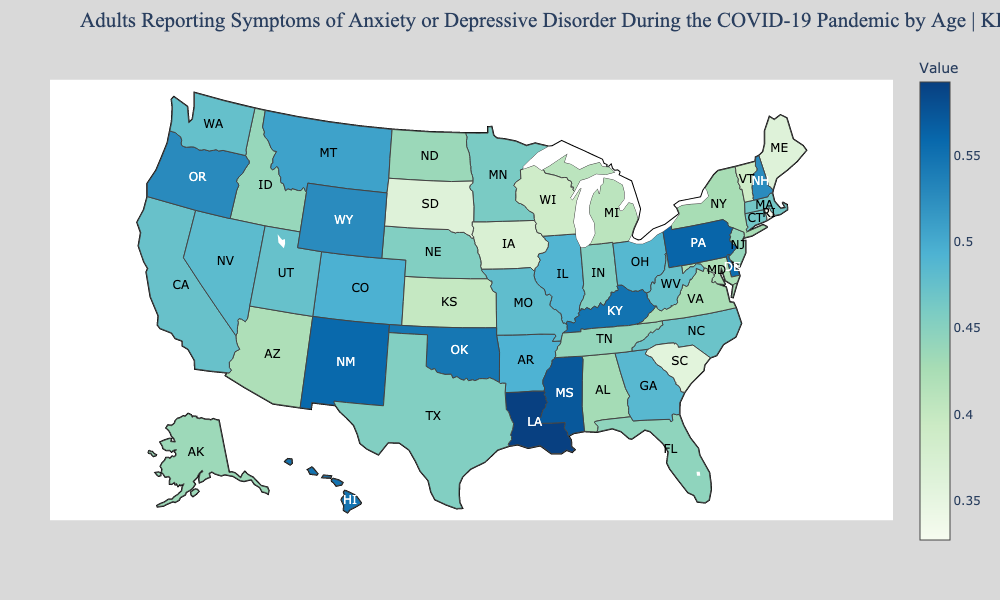 Adults Reporting Symptoms of Anxiety or Depressive Disorder During the COVID-19 Pandemic by Age |
Value
0.55
0.5
0.45
0.4
0.35
WA
MT
ND
MN
ME
OR
ID
SD
WI
VT
NH
WY
MI
NY
MA
RI
CT
NV
UT
NE
IA
PA
NJ
CA
CO
KS
MO
IL
IN
OH
WV
MD
DE
VA
KY
AZ
NM
OK
AR
TN
NC
SC
TX
LA
MS
AL
GA
FL
AK
HI